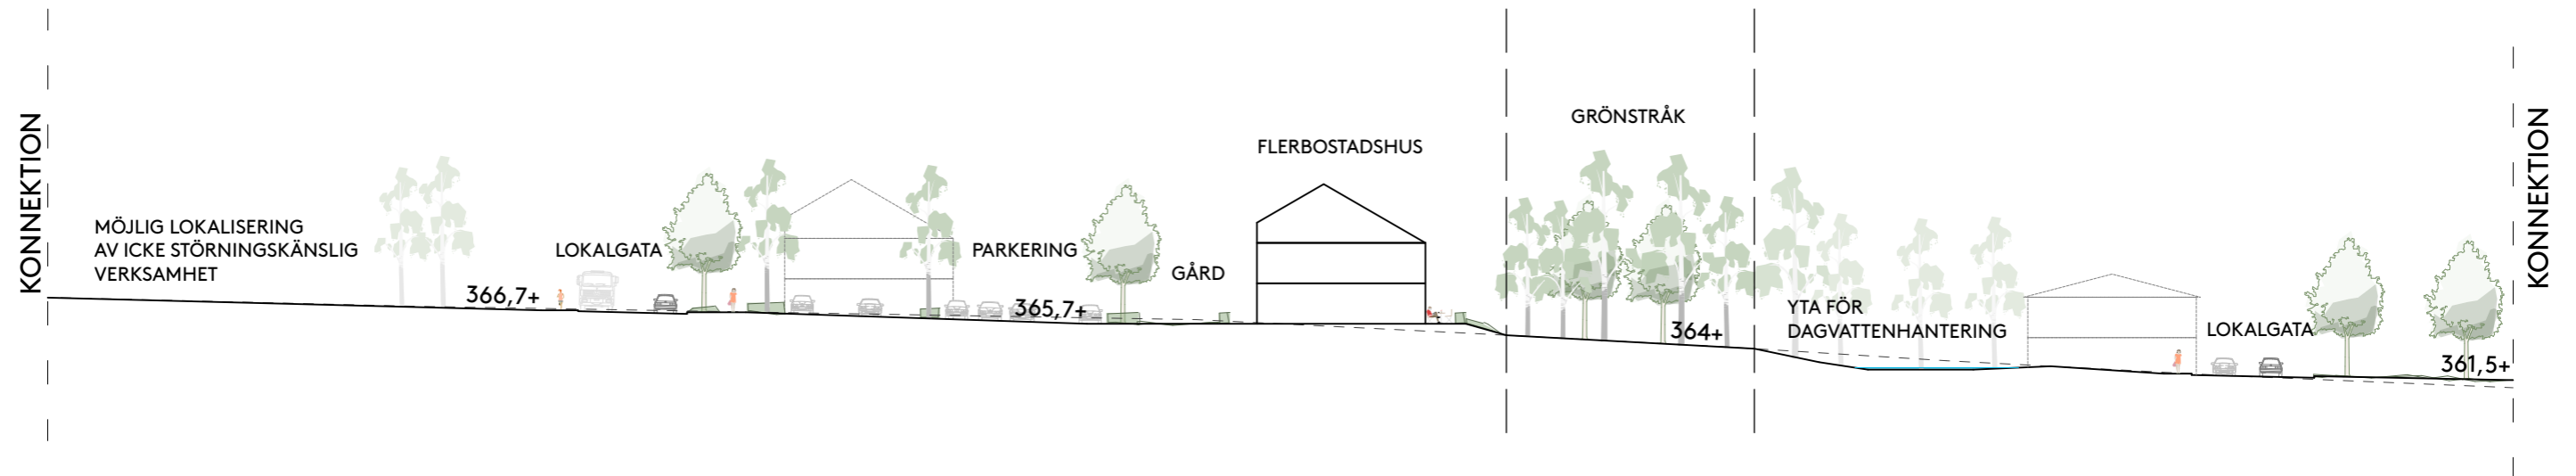 KONNEKTION
MÖJLIG LOKALISERING
AV ICKE STÖRNINGSKÄNSLIG
VERKSAMHET
366,7+
LOKALGATA
PARKERING
365,7+
GÅRD
FLERBOSTADSHUS
GRÖNSTRÅK
364+
YTA FÖR
DAGVATTENHANTERING
LOKALGATA
361,5+
KONNEKTION